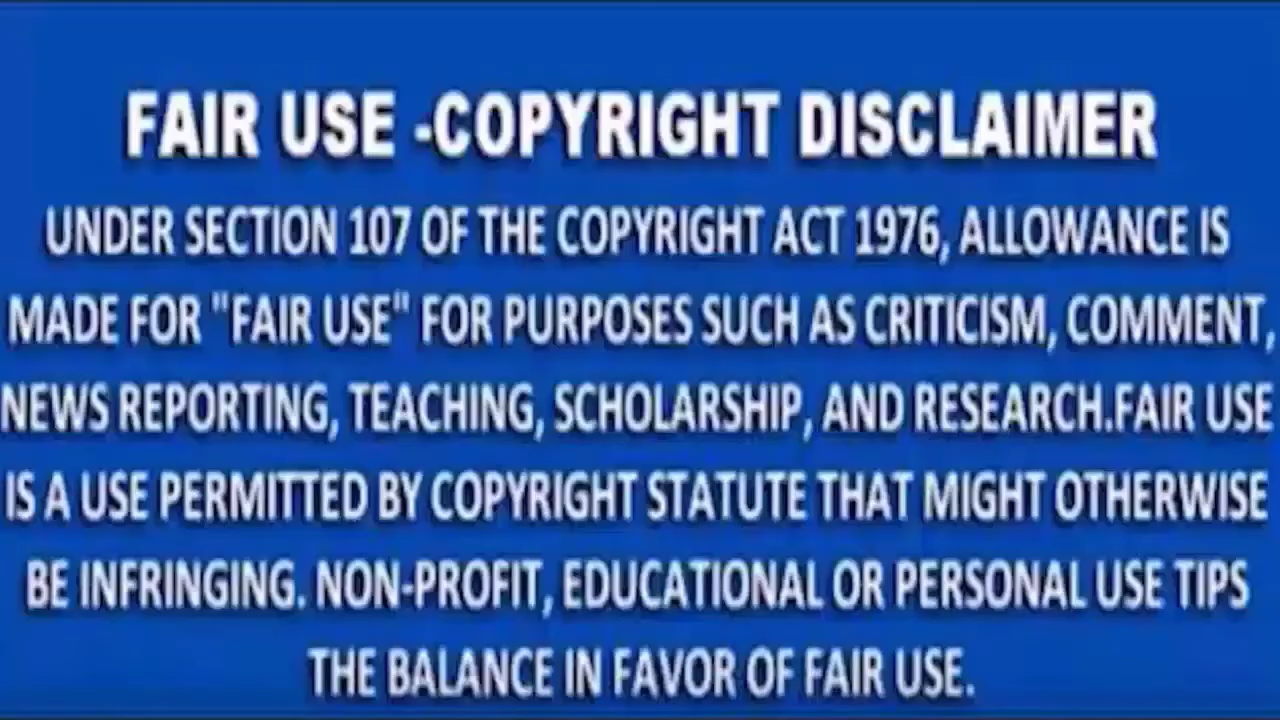 FAIR USE -COPYRIGHT DISCLAIMER
UNDER SECTION 107 OF THE COPYRIGHT ACT 1976, ALLOWANCE IS
MADE FOR "FAIR USE" FOR PURPOSES SUCH AS CRITICISM, COMMENT,
NEWS REPORTING, TEACHING, SCHOLARSHIP, AND RESEARCH.FAIR USE
IS A USE PERMITTED BY COPYRIGHT STATUTE THAT MIGHT OTHERWISE
BE INFRINGING. NON-PROFIT, EDUCATIONAL OR PERSONAL USE TIPS
THE BALANCE IN FAVOR OF FAIR USE.